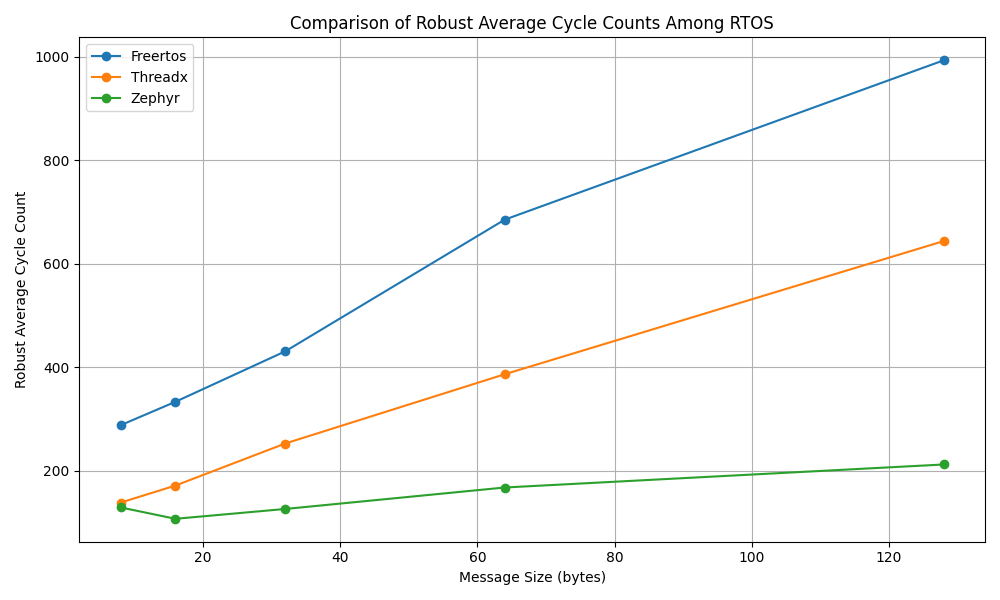 Comparison of Robust Average Cycle Counts Among RTOS
Freertos
Threadx
Zephyr
Robust Average Cycle Count
1000
800
600
400
200
20
40
60
80
100
120
Message Size (bytes)